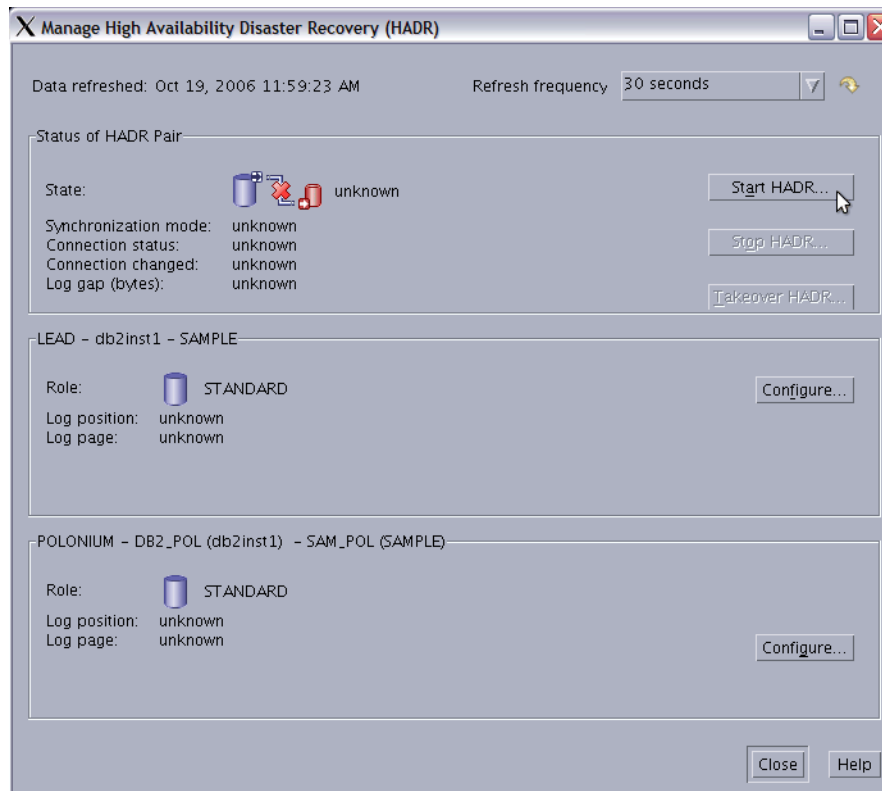 Manage High Availability Disaster Recovery (HADR)
Data refreshed: Oct 19, 2006 11:59:23 AM
Refresh frequency 30 seconds
Status of HADR Pair
State: unknown
Start HADR...
Synchronization mode: unknown
Connection status: unknown
Stop HADR...
Connection changed: unknown
Log gap (bytes): unknown
Takeover HADR...
LEAD - db2inst1 - SAMPLE
Role: STANDARD
Configure...
Log position: unknown
Log page: unknown
POLONIUM - DB2_POL (db2inst1) - SAM_POL (SAMPLE)
Role: STANDARD
Log position: unknown
Log page: unknown
Configure...
Close Help